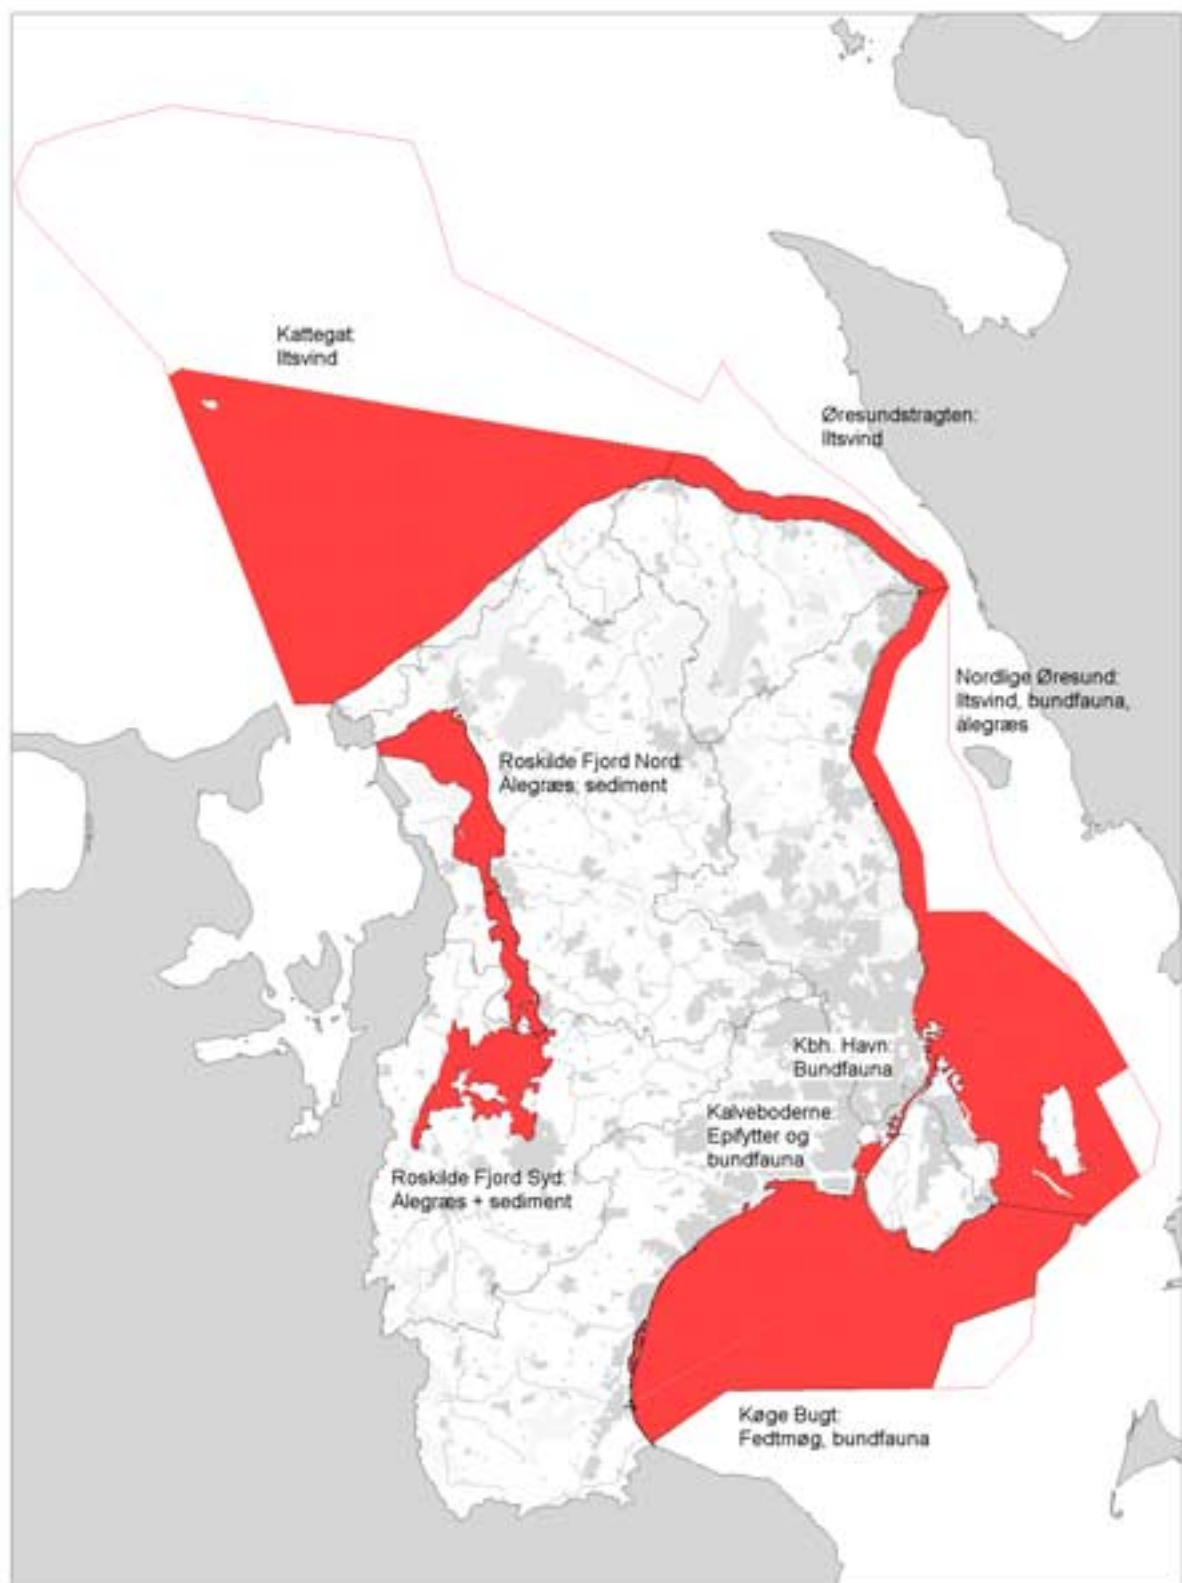 Kattegat:
Iltsvind
Øresundstragten:
Iltsvind
Nordlige Øresund:
Iltsvind, bundfauna,
ålegræs
Roskilde Fjord Nord:
Ålegræs; sediment
Kbh. Havn:
Bundfauna
Kalveboderne:
Epifytter og
bundfauna
Roskilde Fjord Syd:
Ålegræs + sediment
Køge Bugt:
Fedtmøg, bundfauna